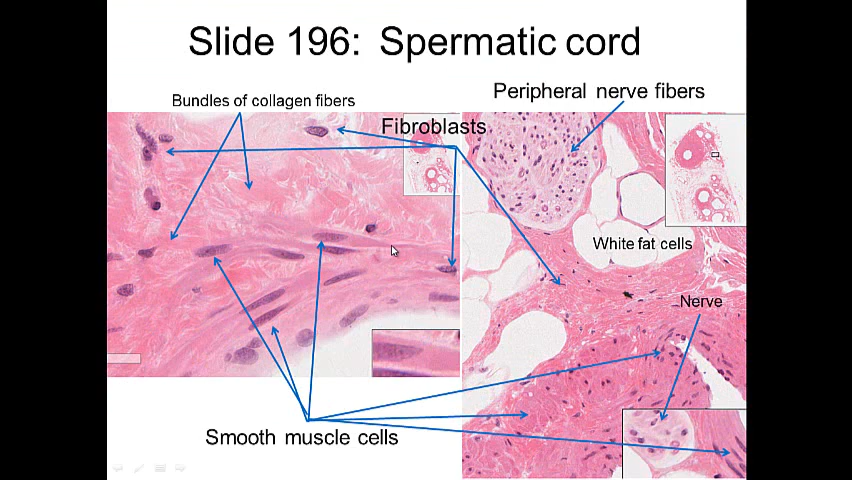 Slide 196:  Spermatic cord
Peripheral nerve fibers
Bundles of collagen fibers
Fibroblasts
White fat cells
Nerve
Smooth muscle cells